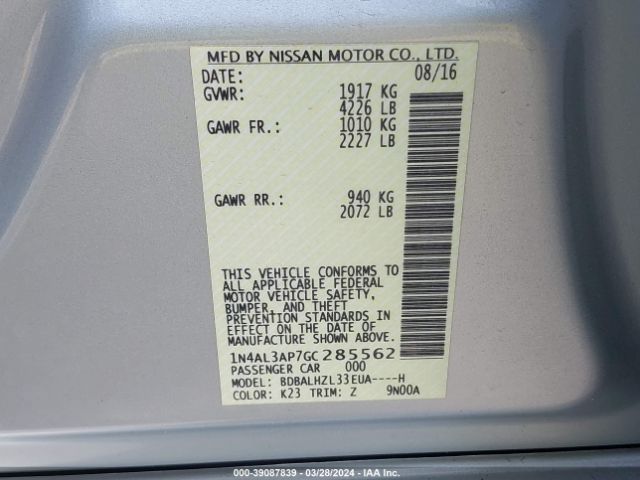 MFD BY NISSAN MOTOR CO., LTD.
DATE: 08/16
GVWR: 1917 KG
4226 LB
GAWR FR.: 1010 KG
2227 LB
GAWR RR.: 940 KG
2072 LB
THIS VEHICLE CONFORMS TO
ALL APPLICABLE FEDERAL
MOTOR VEHICLE SAFETY,
BUMPER, AND THEFT
PREVENTION STANDARDS IN
EFFECT ON THE DATE OF
MANUFACTURE SHOWN ABOVE.
1N4AL3AP7GC285562
PASSENGER CAR 000
MODEL: BDBALHZL33EUA----H
COLOR: K23 TRIM: Z 9N00A
000-39087839 - 03/28/2024 - IAA Inc.